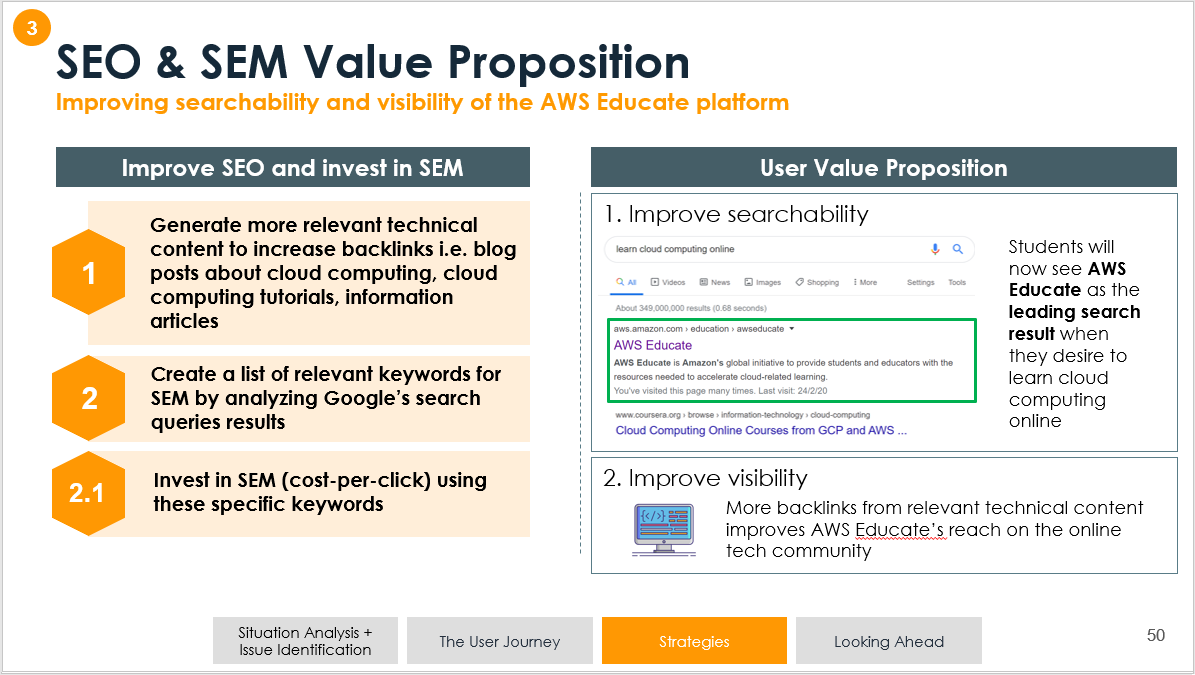 3
SEO & SEM Value Proposition
Improving searchability and visibility of the AWS Educate platform
Improve SEO and invest in SEM
1
Generate more relevant technical
content to increase backlinks i.e. blog
posts about cloud computing, cloud
computing tutorials, information
articles
2
Create a list of relevant keywords for
SEM by analyzing Google's search
queries results
2.1
Invest in SEM (cost-per-click) using
these specific keywords
User Value Proposition
1. Improve searchability
learn cloud computing online
All Videos News Images Shopping More Settings Tools
About 349,000,000 results (0.68 seconds)
aws.amazon.com › education › awseducate
AWS Educate
AWS Educate is Amazon's global initiative to provide students and educators with the
resources needed to accelerate cloud-related learning.
You've visited this page many times. Last visit: 24/2/20
www.coursera.org › browse › information-technology › cloud-computing
Cloud Computing Online Courses from GCP and AWS ...
Students will
now see AWS
Educate as the
leading search
result when
they desire to
learn cloud
computing
online
2. Improve visibility
{</>}
More backlinks from relevant technical content
improves AWS Educate's reach on the online
tech community
Situation Analysis +
Issue Identification
The User Journey
Strategies
Looking Ahead
50